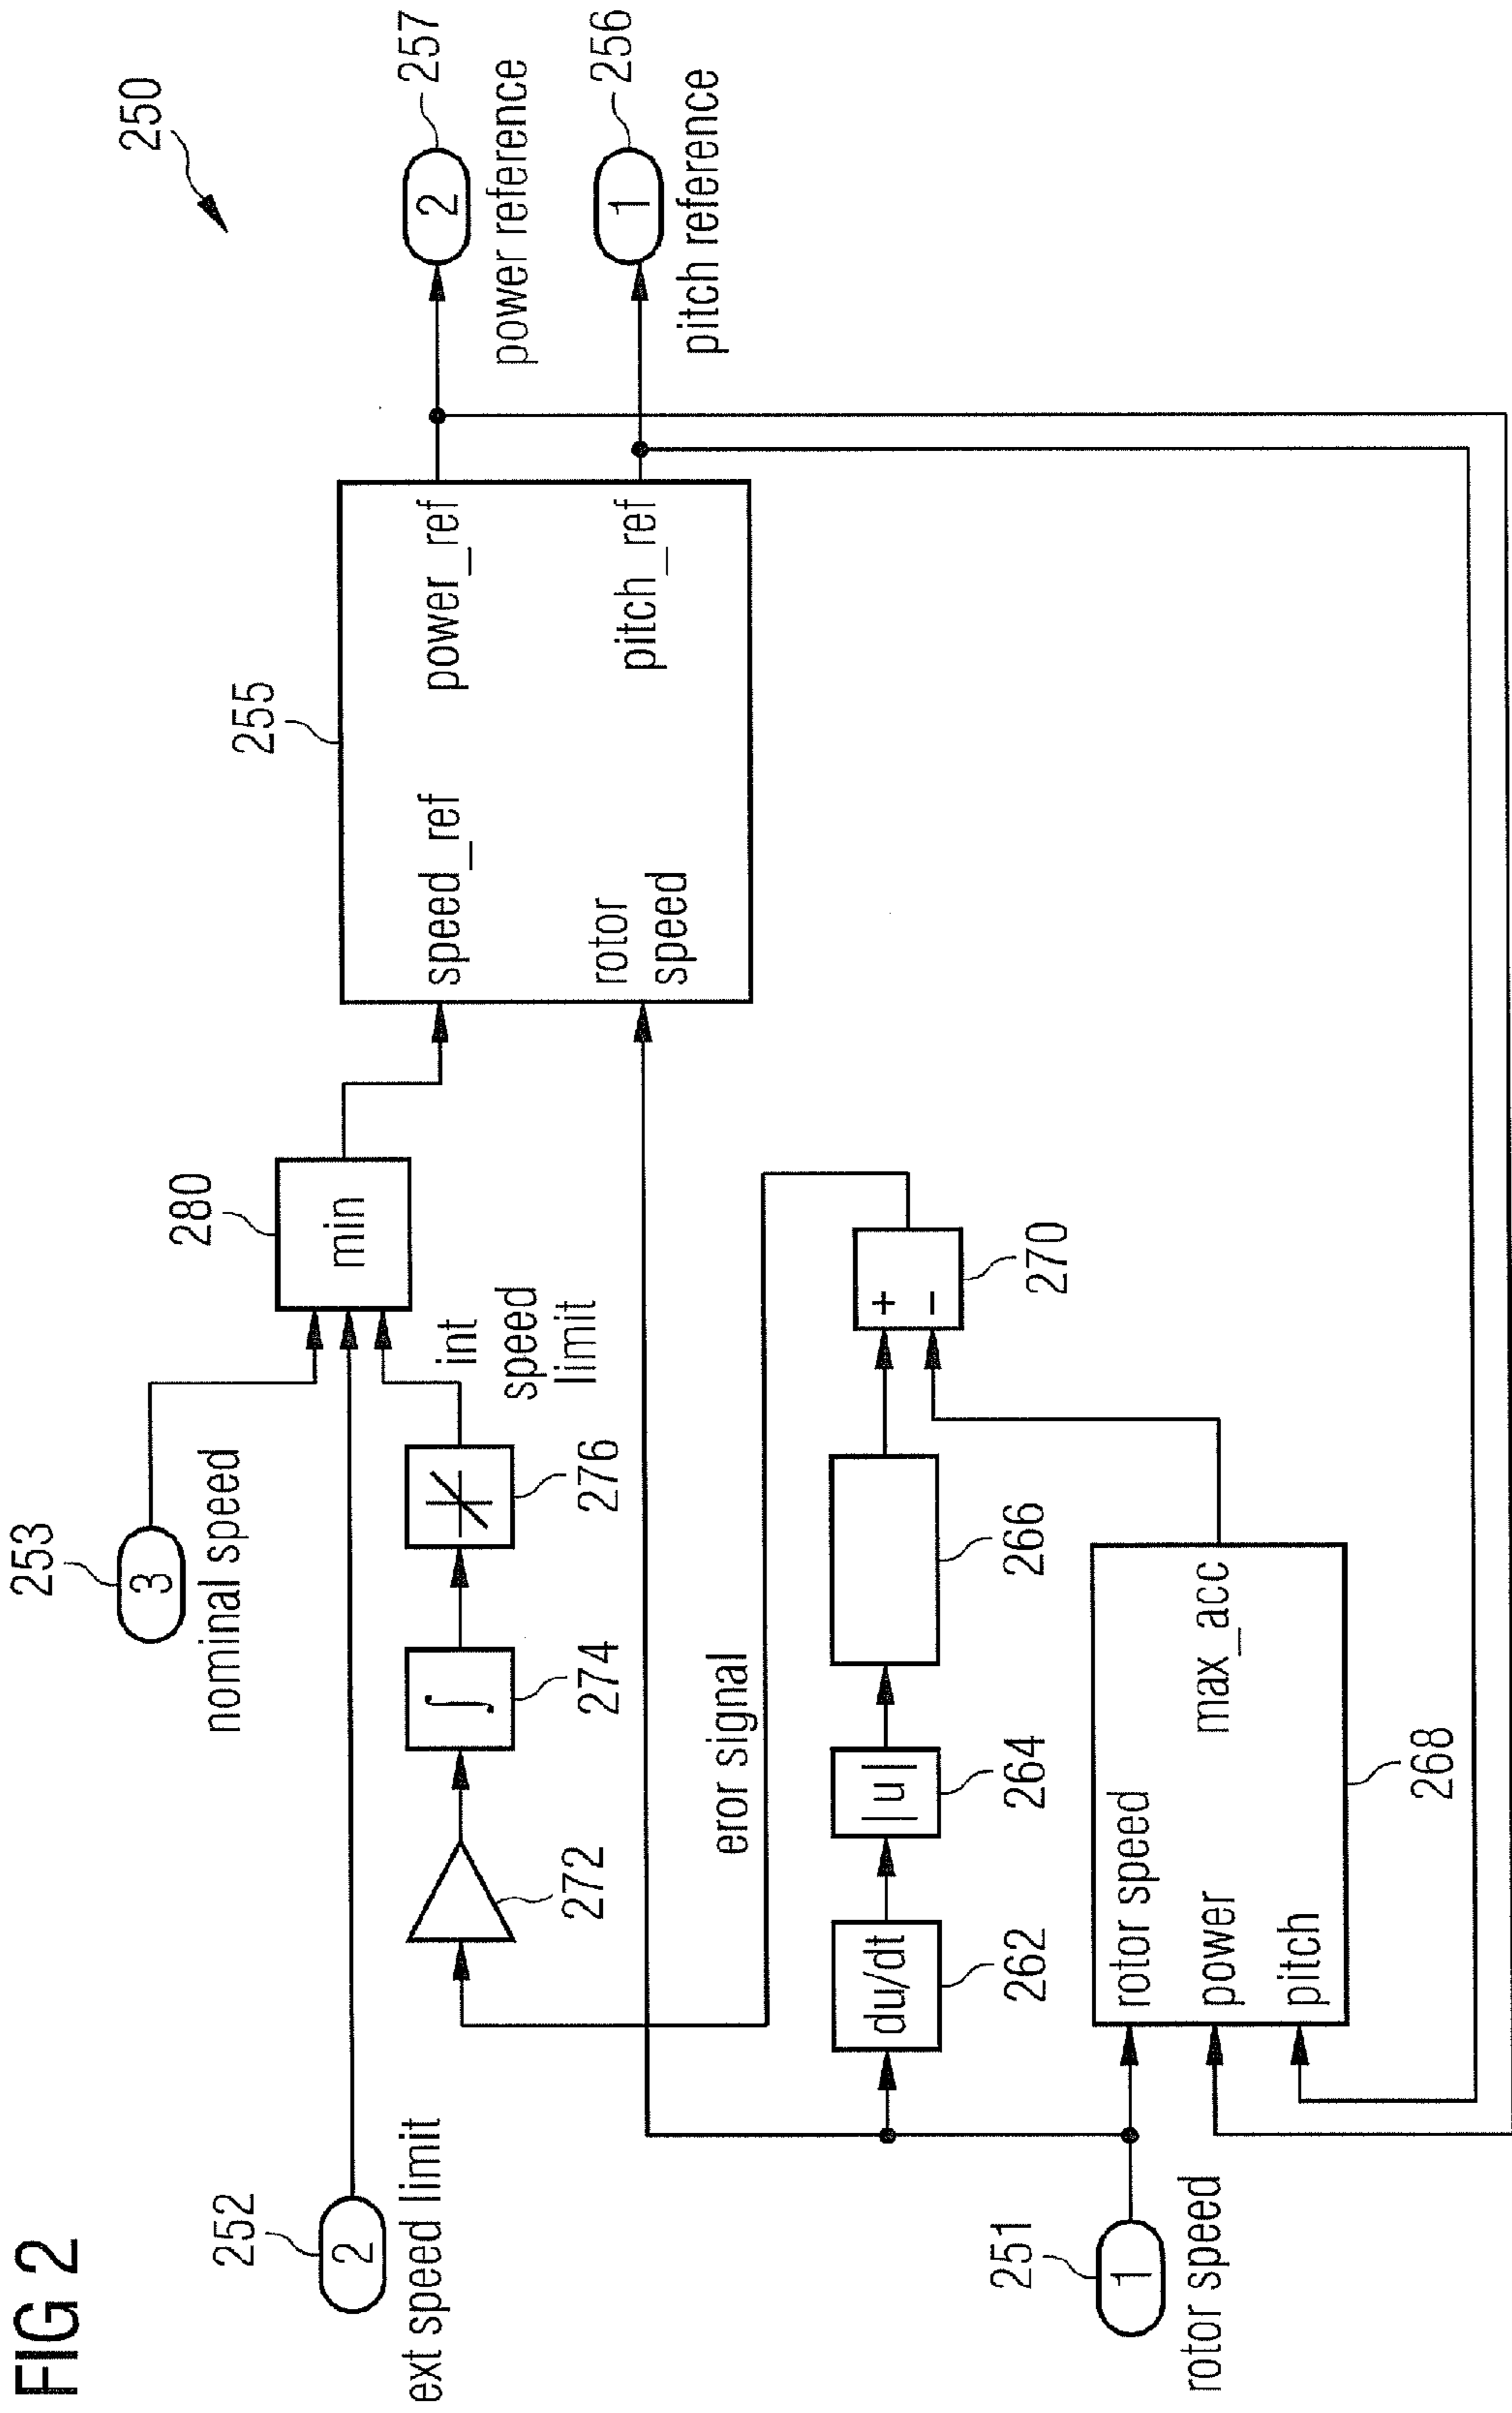 FIG 2
250
253
3
nominal speed
252
2
ext speed limit
280
min
int
speed
limit
272
274
∫
276
255
speed_ref
rotor
speed
power_ref
pitch_ref
2
257
power reference
1
256
pitch reference
eror signal
du/dt
262
|u|
264
266
+
-
270
251
1
rotor speed
rotor speed
power
pitch
max_acc
268